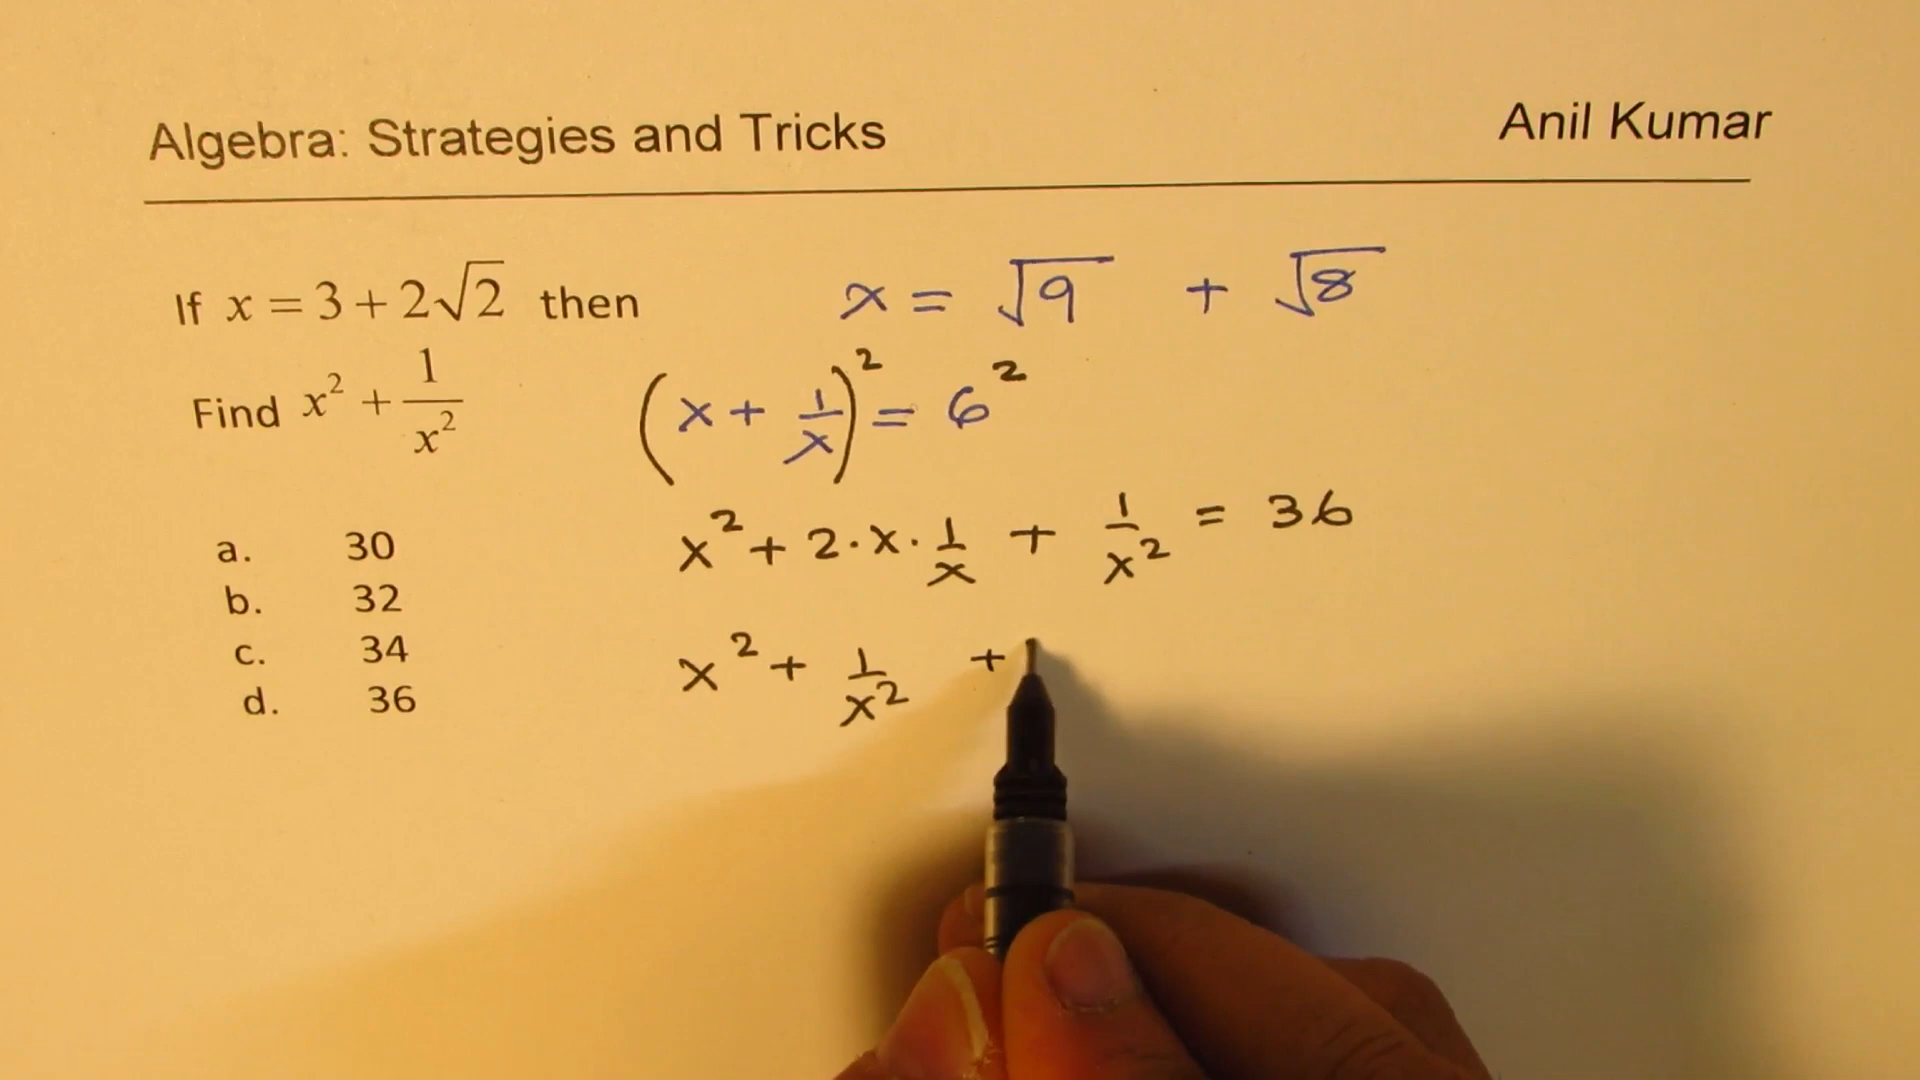 Algebra: Strategies and Tricks
Anil Kumar
If x = 3 + 2√2 then
Find x² + 1/x²
a. 30
b. 32
c. 34
d. 36
x = √9 + √8
(x + 1/x)² = 6²
x² + 2·x·1/x + 1/x² = 36
x² + 1/x² +